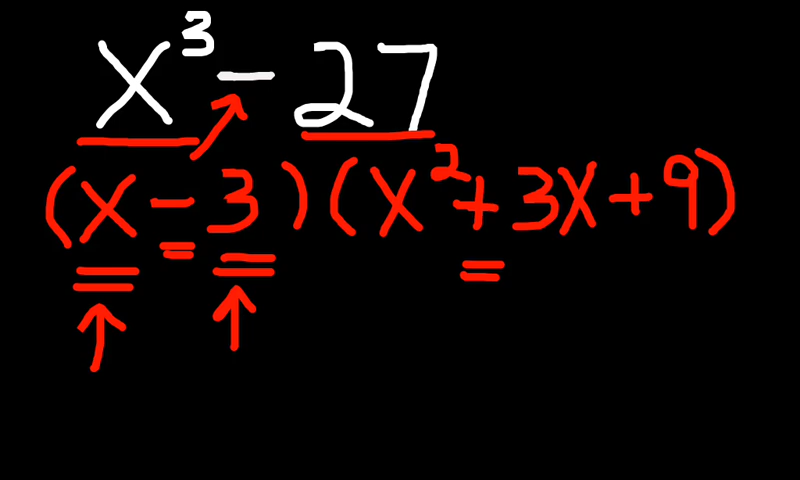 x³ - 27
(x - 3)(x² + 3x + 9)